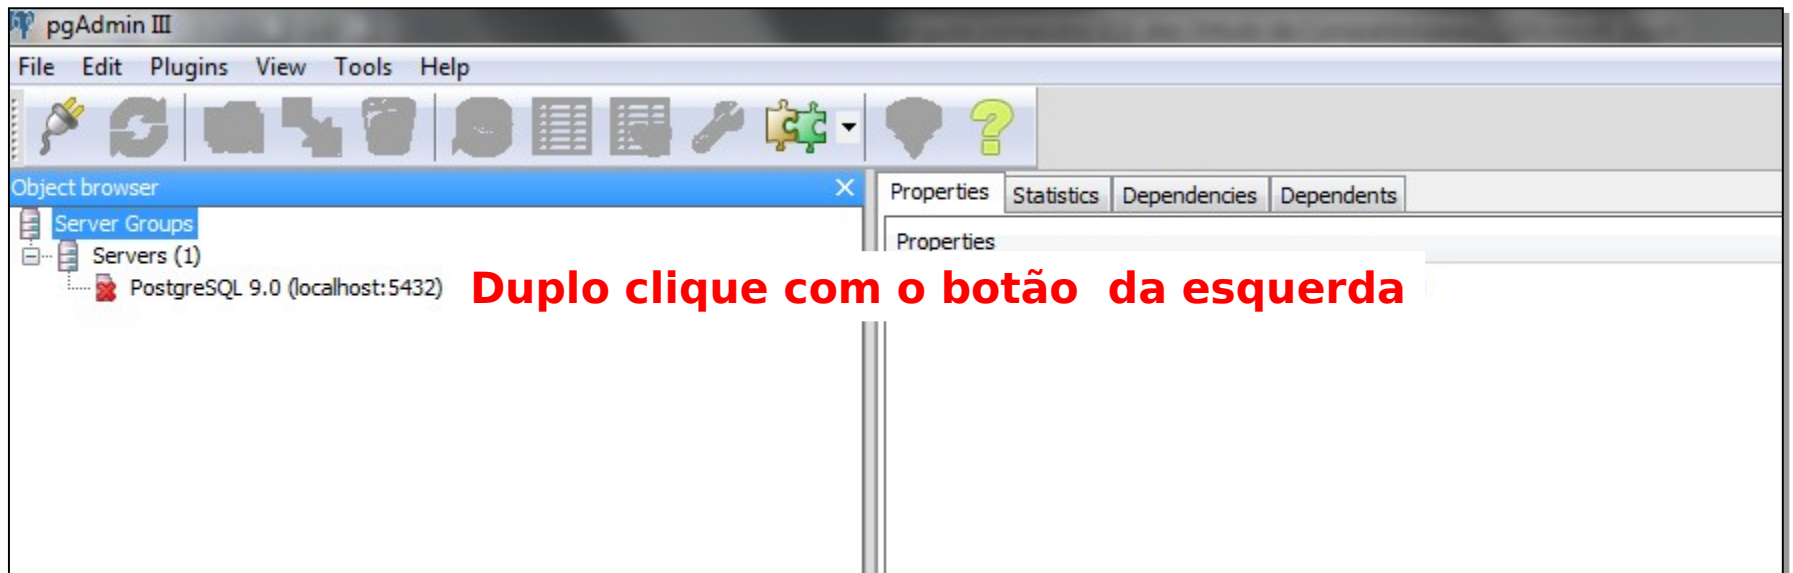 pgAdmin III
File Edit Plugins View Tools Help
Object browser
Properties Statistics Dependencies Dependents
Server Groups
Properties
Servers (1)
PostgreSQL 9.0 (localhost:5432)
Duplo clique com o botão da esquerda